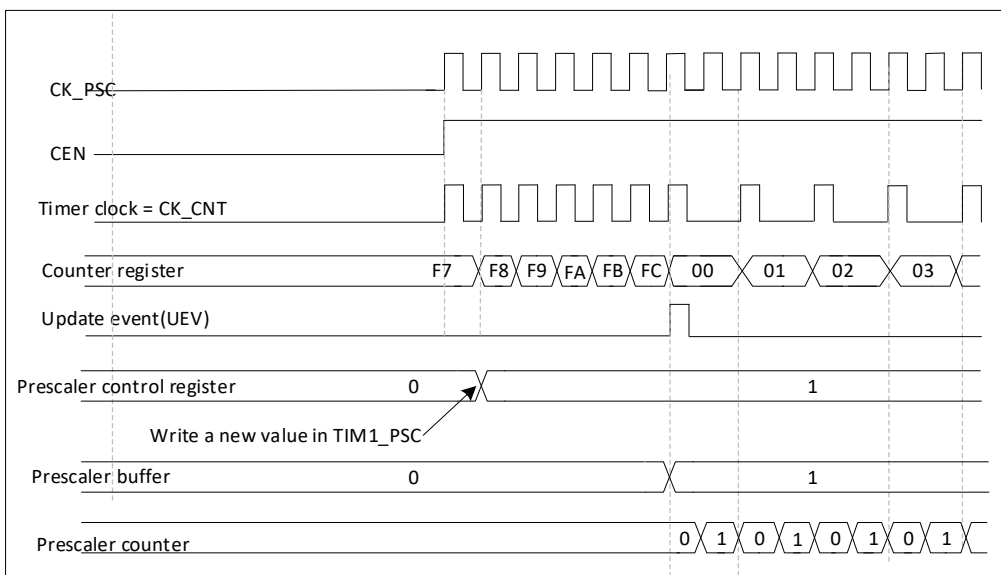 CK_PSC
CEN
Timer clock = CK_CNT
Counter register F7 F8 F9 FA FB FC 00 01 02 03
Update event(UEV)
Prescaler control register 0 1
Write a new value in TIM1_PSC
Prescaler buffer 0 1
Prescaler counter 0 1 0 1 0 1 0 1